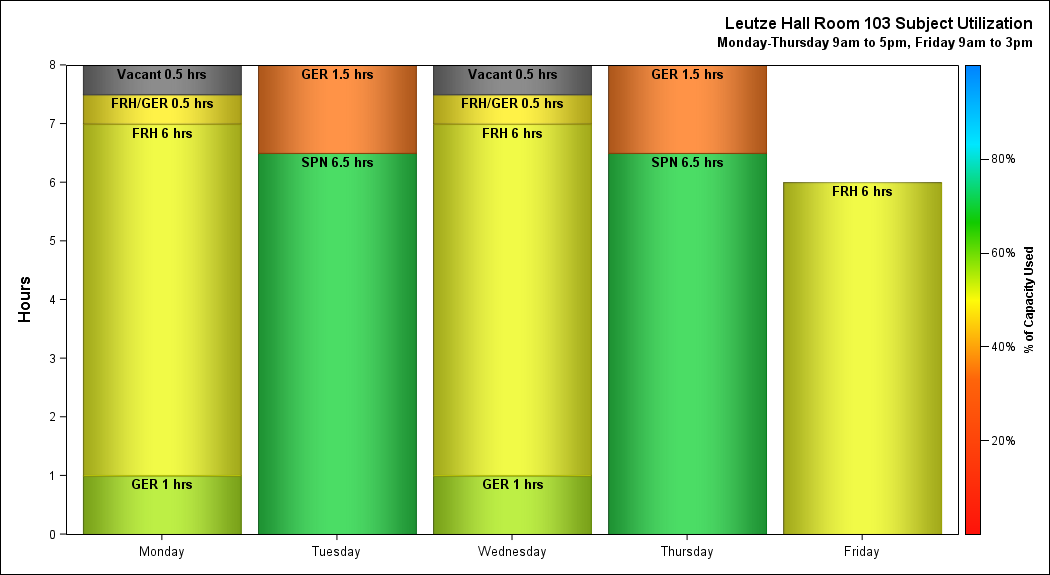 Leutze Hall Room 103 Subject Utilization
Monday-Thursday 9am to 5pm, Friday 9am to 3pm
Hours
8
7
6
5
4
3
2
1
0
Vacant 0.5 hrs
FRH/GER 0.5 hrs
FRH 6 hrs
GER 1 hrs
GER 1.5 hrs
SPN 6.5 hrs
Vacant 0.5 hrs
FRH/GER 0.5 hrs
FRH 6 hrs
GER 1 hrs
GER 1.5 hrs
SPN 6.5 hrs
FRH 6 hrs
Monday
Tuesday
Wednesday
Thursday
Friday
80%
60%
40%
20%
% of Capacity Used